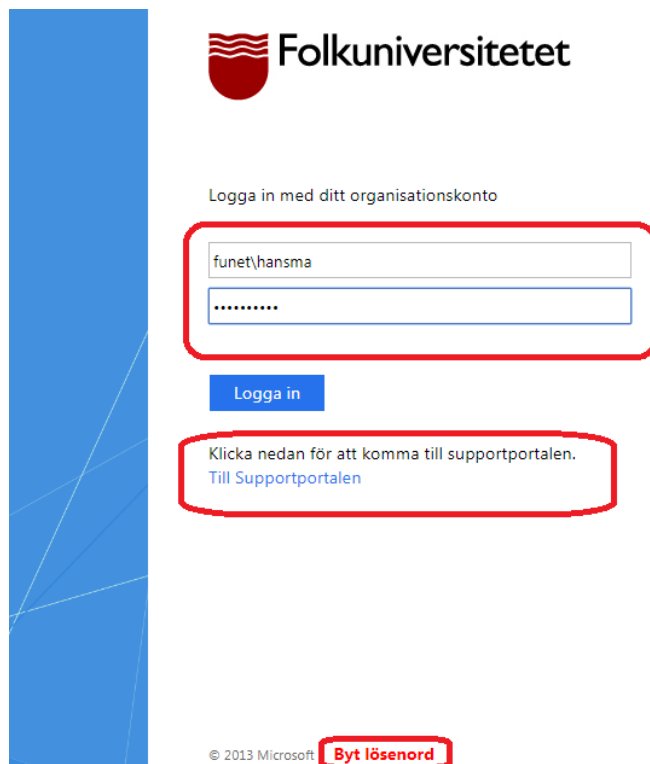 Folkuniversitetet
Logga in med ditt organisationskonto
funet\hansma
••••••••••
Logga in
Klicka nedan för att komma till supportportalen.
Till Supportportalen
© 2013 Microsoft Byt lösenord